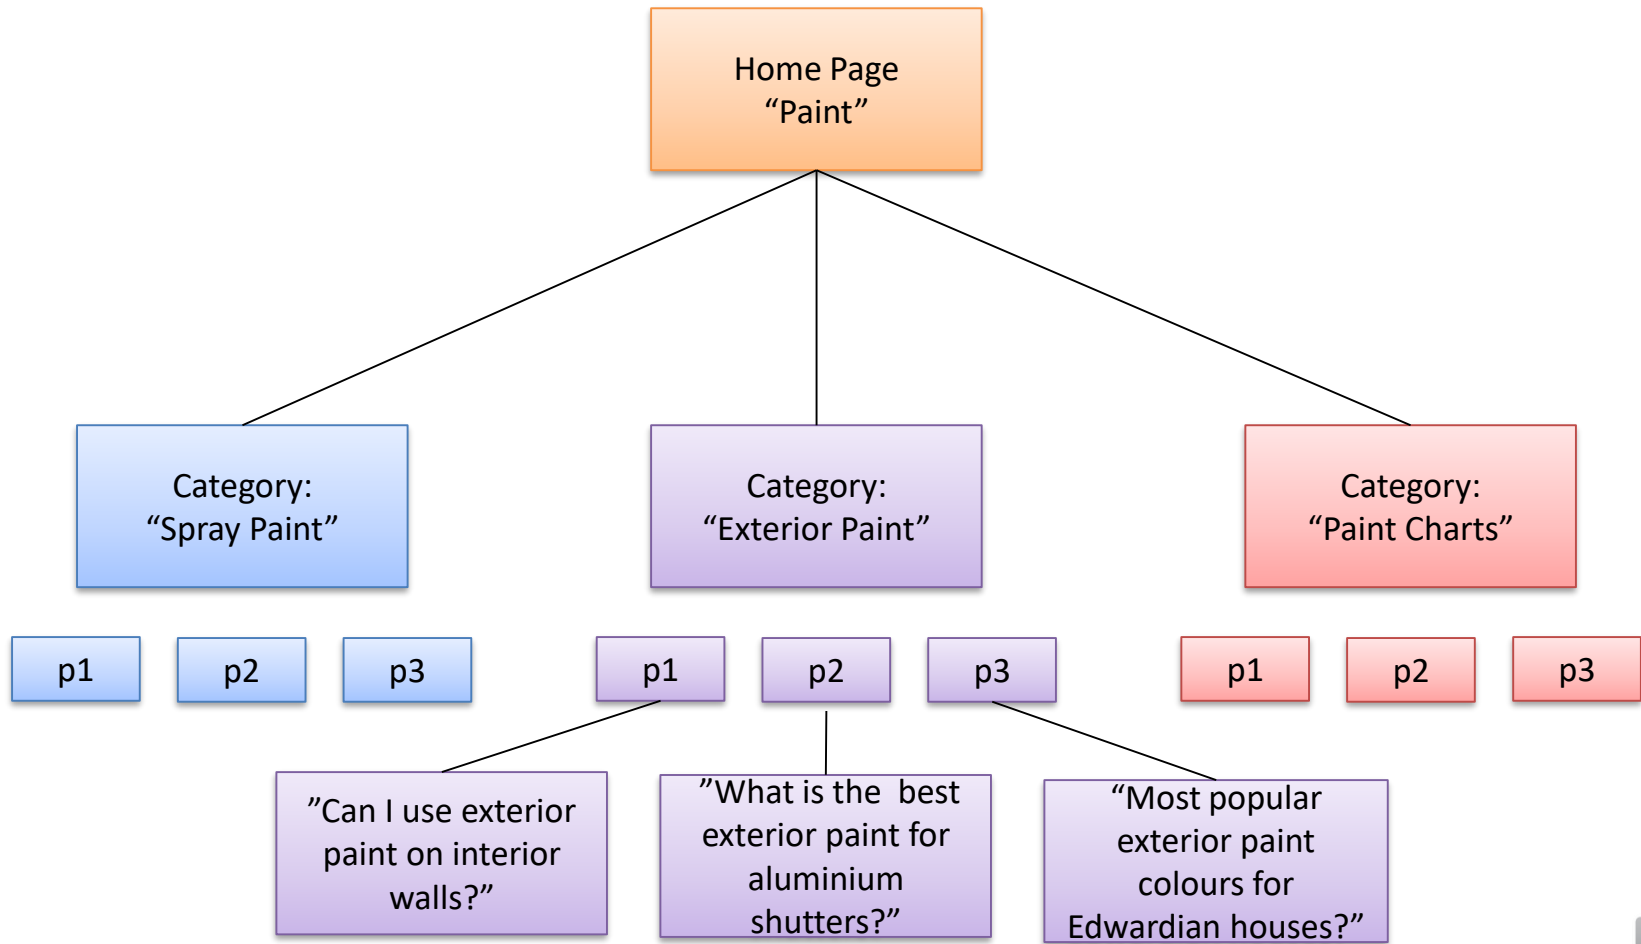 Home Page
“Paint”
Category:
“Spray Paint”
Category:
“Exterior Paint”
Category:
“Paint Charts”
p1
p2
p3
p1
p2
p3
p1
p2
p3
”Can I use exterior
paint on interior
walls?”
”What is the  best
exterior paint for
aluminium
shutters?”
“Most popular
exterior paint
colours for
Edwardian houses?”